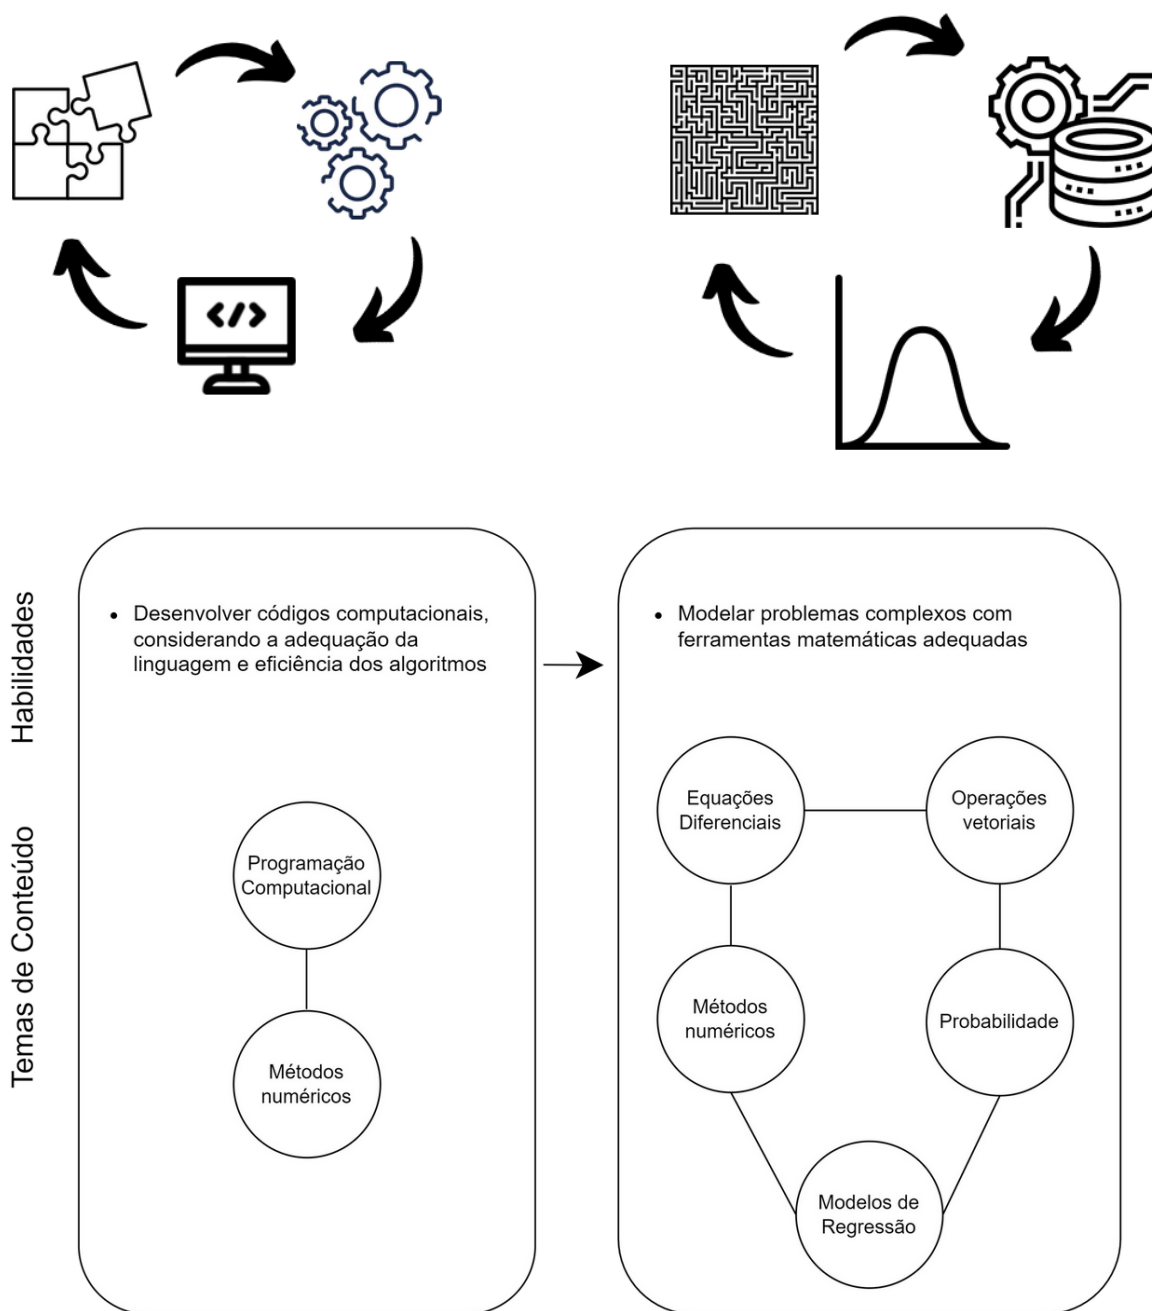 </>
Habilidades
• Desenvolver códigos computacionais,
considerando a adequação da
linguagem e eficiência dos algoritmos
• Modelar problemas complexos com
ferramentas matemáticas adequadas
Temas de Conteúdo
Programação
Computacional
Métodos
numéricos
Equações
Diferenciais
Operações
vetoriais
Métodos
numéricos
Probabilidade
Modelos de
Regressão